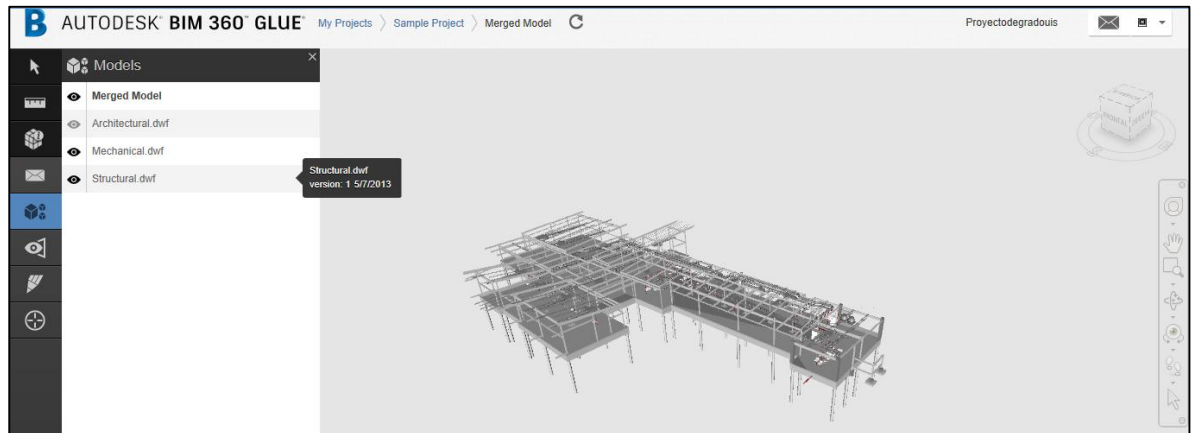 AUTODESK® BIM 360™ GLUE® My Projects > Sample Project > Merged Model Proyectodegradouis
Models
Merged Model
Architectural.dwf
Mechanical.dwf
Structural.dwf
Structural.dwf
version: 1 5/7/2013
FRONTAL